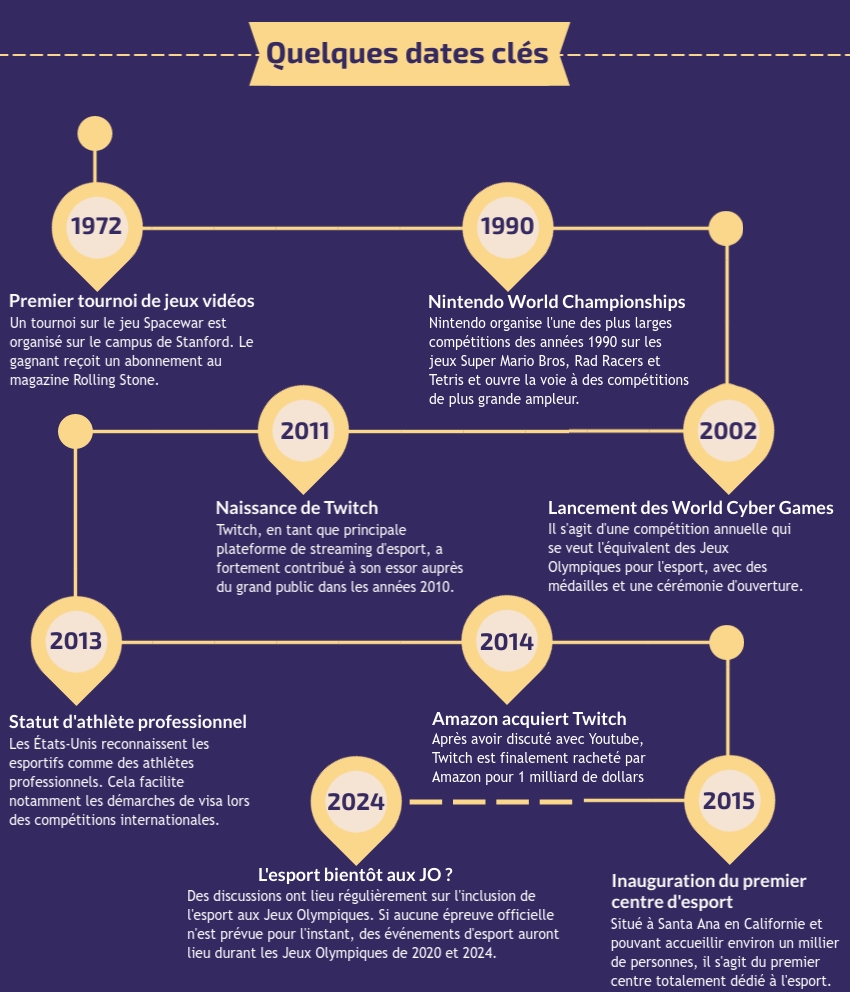 Quelques dates clés
1972
Premier tournoi de jeux vidéos
Un tournoi sur le jeu Spacewar est
organisé sur le campus de Stanford. Le
gagnant reçoit un abonnement au
magazine Rolling Stone.
1990
Nintendo World Championships
Nintendo organise l'une des plus larges
compétitions des années 1990 sur les
jeux Super Mario Bros, Rad Racers et
Tetris et ouvre la voie à des compétitions
de plus grande ampleur.
2002
Lancement des World Cyber Games
Il s'agit d'une compétition annuelle qui
se veut l'équivalent des Jeux
Olympiques pour l'esport, avec des
médailles et une cérémonie d'ouverture.
2011
Naissance de Twitch
Twitch, en tant que principale
plateforme de streaming d'esport, a
fortement contribué à son essor auprès
du grand public dans les années 2010.
2013
Statut d'athlète professionnel
Les États-Unis reconnaissent les
esportifs comme des athlètes
professionnels. Cela facilite
notamment les démarches de visa lors
des compétitions internationales.
2014
Amazon acquiert Twitch
Après avoir discuté avec Youtube,
Twitch est finalement racheté par
Amazon pour 1 milliard de dollars
2015
Inauguration du premier
centre d'esport
Situé à Santa Ana en Californie et
pouvant accueillir environ un millier
de personnes, il s'agit du premier
centre totalement dédié à l'esport.
2024
L'esport bientôt aux JO ?
Des discussions ont lieu régulièrement sur l'inclusion de
l'esport aux Jeux Olympiques. Si aucune épreuve officielle
n'est prévue pour l'instant, des événements d'esport auront
lieu durant les Jeux Olympiques de 2020 et 2024.